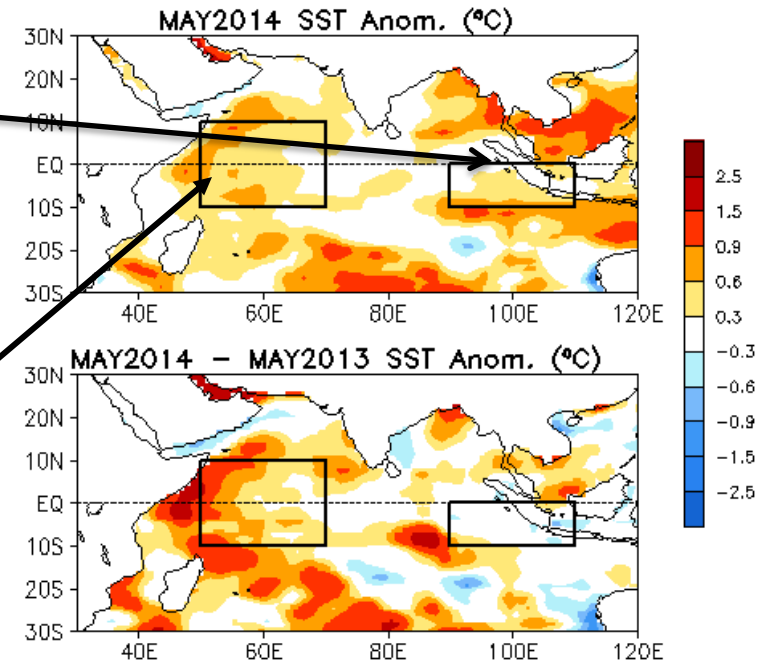 MAY2014 SST Anom. (°C)
30N
20N
10N
EQ
10S
20S
30S
40E 60E 80E 100E 120E
MAY2014 − MAY2013 SST Anom. (°C)
30N
20N
10N
EQ
10S
20S
30S
40E 60E 80E 100E 120E
2.5
1.5
0.9
0.6
0.3
−0.3
−0.6
−0.9
−1.5
−2.5